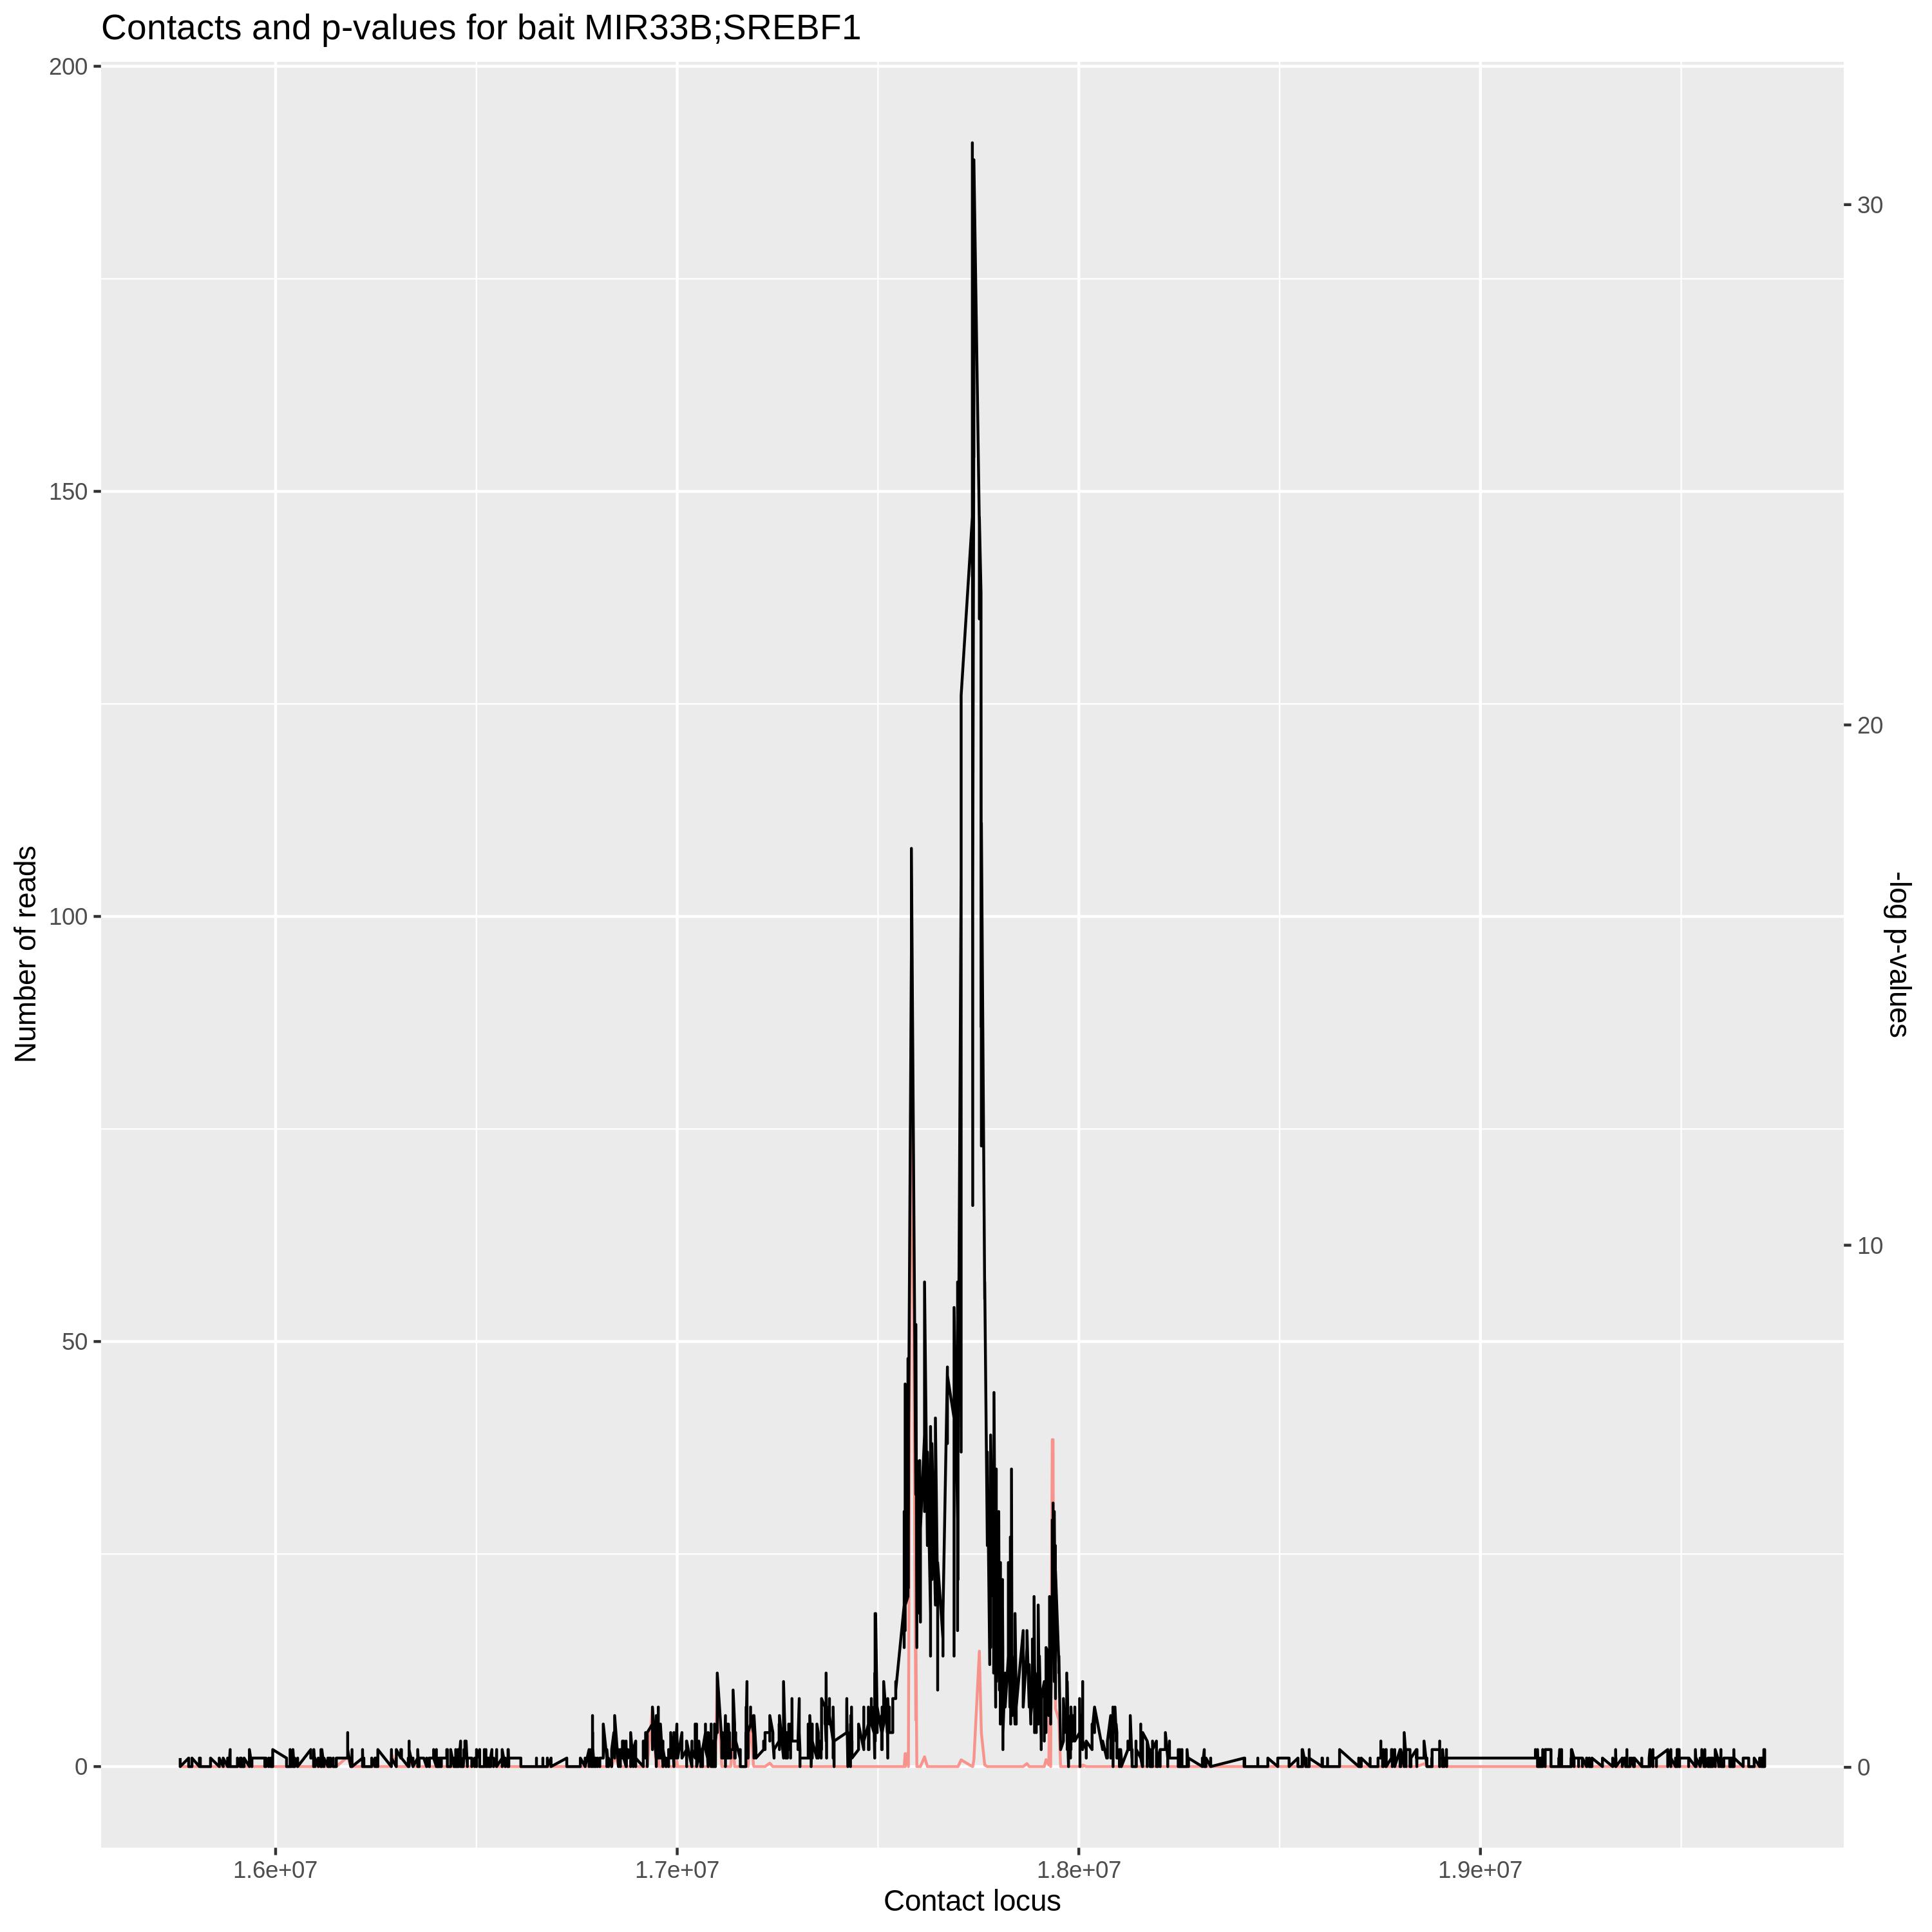 Contacts and p-values for bait MIR33B;SREBF1
200
150
100
50
0
Number of reads
30
20
10
0
-log p-values
1.6e+07 1.7e+07 1.8e+07 1.9e+07
Contact locus